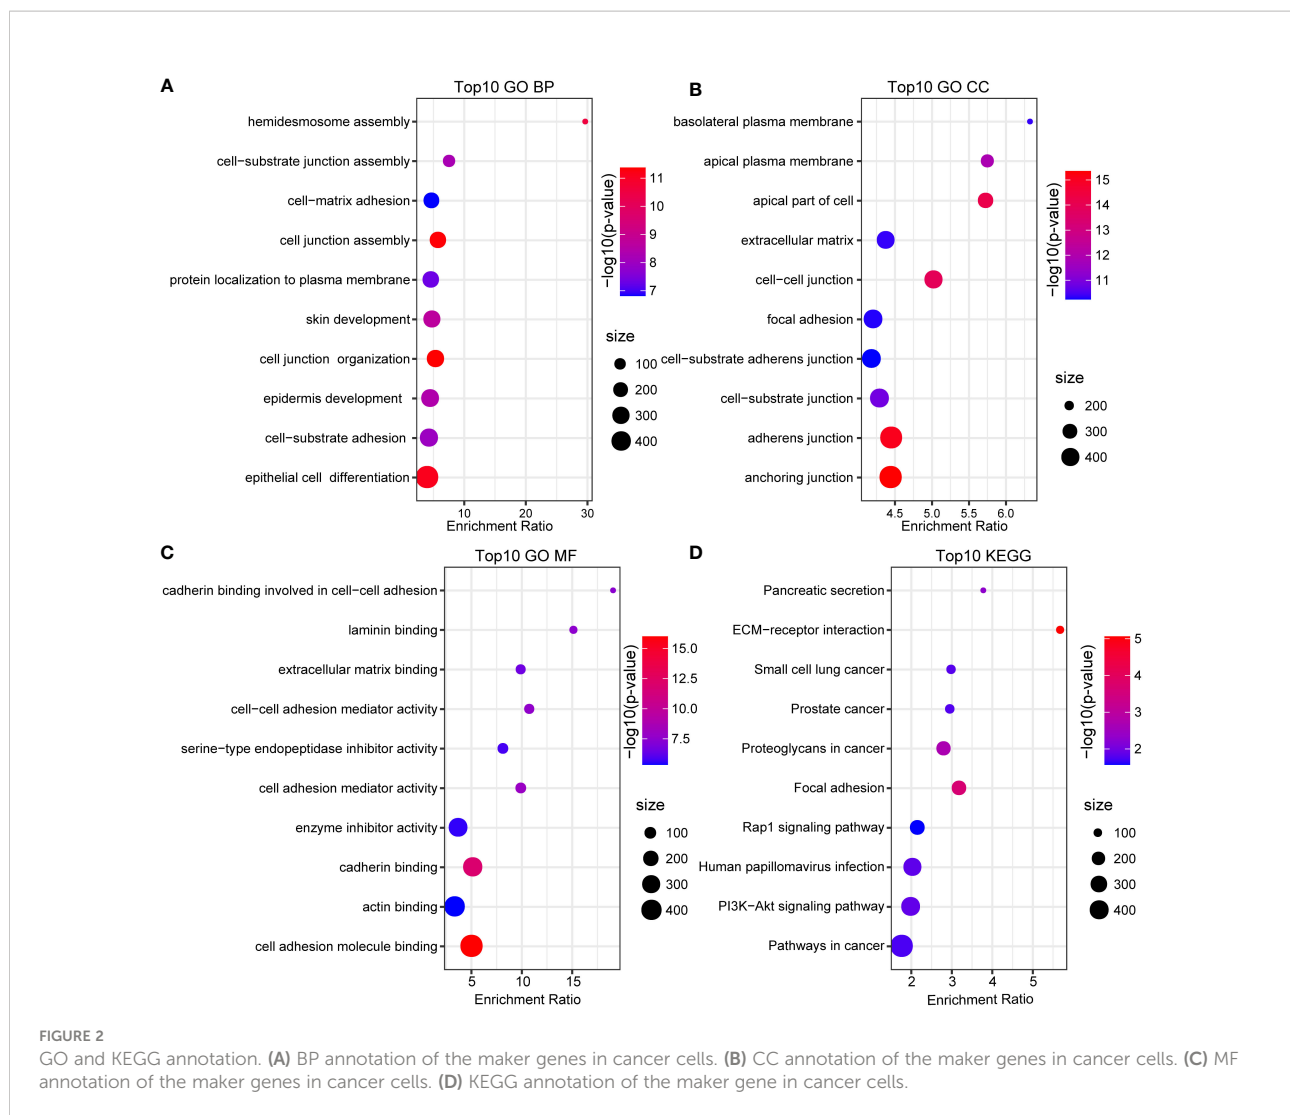 A
Top10 GO BP
hemidesmosome assembly
cell−substrate junction assembly
cell−matrix adhesion
cell junction assembly
protein localization to plasma membrane
skin development
cell junction  organization
epidermis development
cell−substrate adhesion
epithelial cell  differentiation
10
20
30
Enrichment Ratio
−log10(p-value)
11
10
9
8
7
size
100
200
300
400
B
Top10 GO CC
basolateral plasma membrane
apical plasma membrane
apical part of cell
extracellular matrix
cell−cell junction
focal adhesion
cell−substrate adherens junction
cell−substrate junction
adherens junction
anchoring junction
4.5
5.0
5.5
6.0
Enrichment Ratio
−log10(p−value)
15
14
13
12
11
size
200
300
400
C
Top10 GO MF
cadherin binding involved in cell−cell adhesion
laminin binding
extracellular matrix binding
cell−cell adhesion mediator activity
serine−type endopeptidase inhibitor activity
cell adhesion mediator activity
enzyme inhibitor activity
cadherin binding
actin binding
cell adhesion molecule binding
5
10
15
Enrichment Ratio
−log10(p−value)
15.0
12.5
10.0
7.5
size
100
200
300
400
D
Top10 KEGG
Pancreatic secretion
ECM−receptor interaction
Small cell lung cancer
Prostate cancer
Proteoglycans in cancer
Focal adhesion
Rap1 signaling pathway
Human papillomavirus infection
PI3K−Akt signaling pathway
Pathways in cancer
2
3
4
5
Enrichment Ratio
−log10(p−value)
5
4
3
2
size
100
200
300
400
FIGURE 2
GO and KEGG annotation. (A) BP annotation of the maker genes in cancer cells. (B) CC annotation of the maker genes in cancer cells. (C) MF
annotation of the maker genes in cancer cells. (D) KEGG annotation of the maker gene in cancer cells.